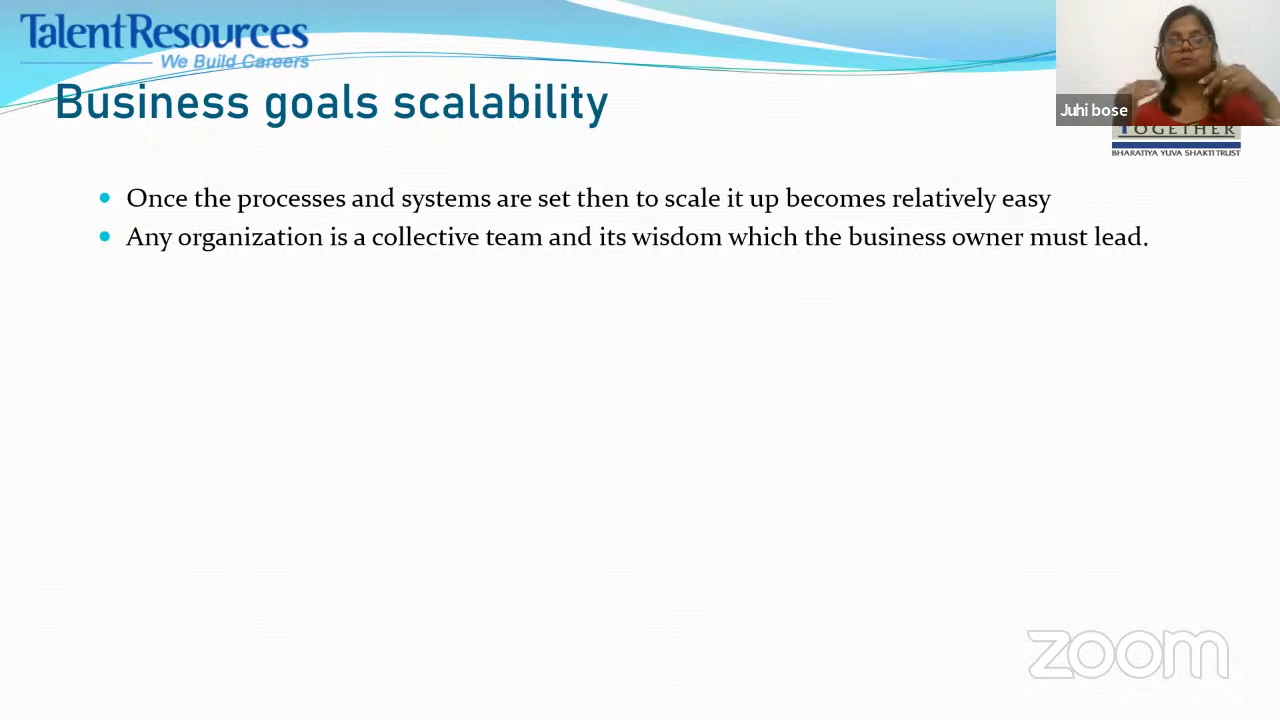 TalentResources
We Build Careers
Business goals scalability
Juhi bose
TOGETHER
BHARATIYA YUVA SHAKTI TRUST
Once the processes and systems are set then to scale it up becomes relatively easy
Any organization is a collective team and its wisdom which the business owner must lead.
zoom